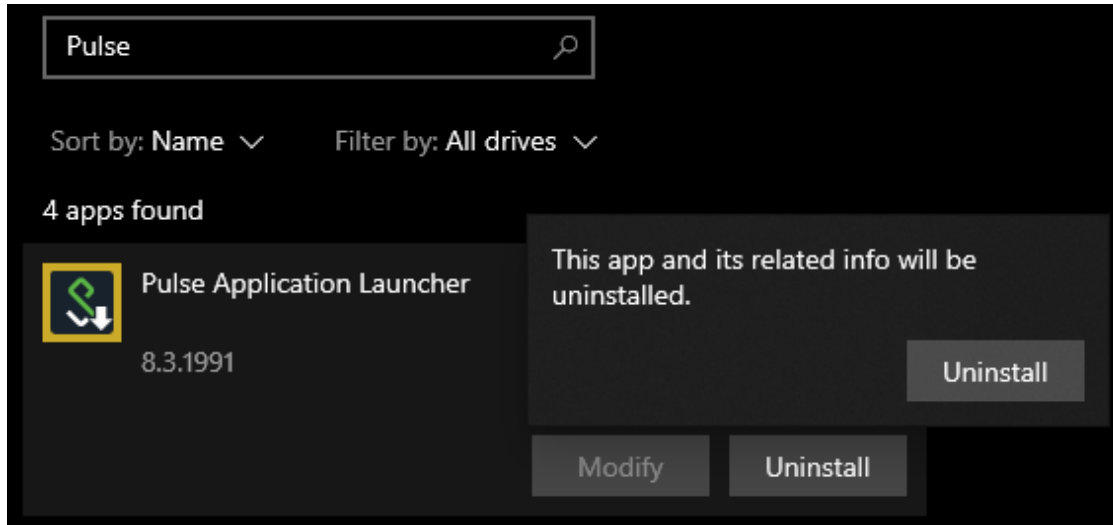 Pulse
Sort by: Name Filter by: All drives
4 apps found
Pulse Application Launcher
8.3.1991
This app and its related info will be
uninstalled.
Uninstall
Modify Uninstall